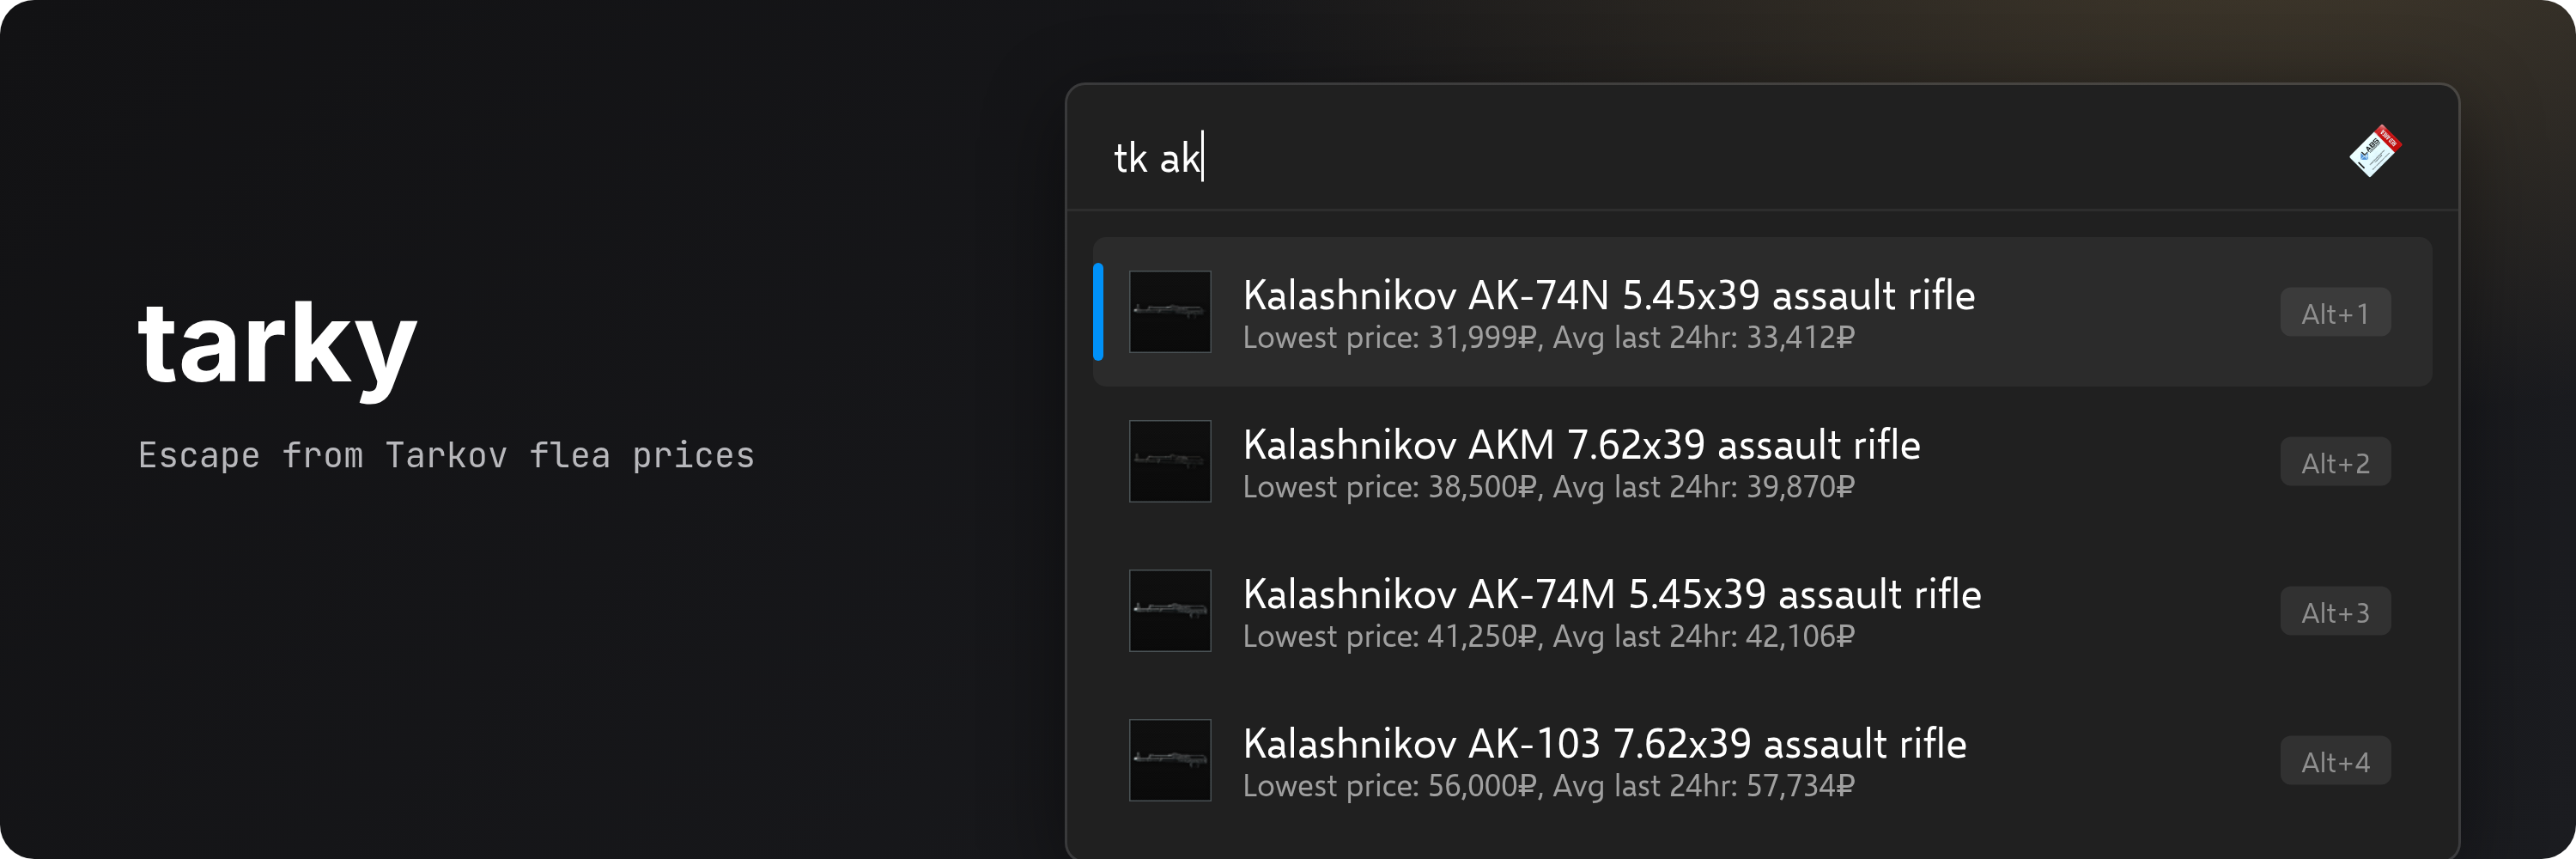 tarky
Escape from Tarkov flea prices
tk ak
LABS
Kalashnikov AK-74N 5.45x39 assault rifle
Lowest price: 31,999₽, Avg last 24hr: 33,412₽
Alt+1
Kalashnikov AKM 7.62x39 assault rifle
Lowest price: 38,500₽, Avg last 24hr: 39,870₽
Alt+2
Kalashnikov AK-74M 5.45x39 assault rifle
Lowest price: 41,250₽, Avg last 24hr: 42,106₽
Alt+3
Kalashnikov AK-103 7.62x39 assault rifle
Lowest price: 56,000₽, Avg last 24hr: 57,734₽
Alt+4